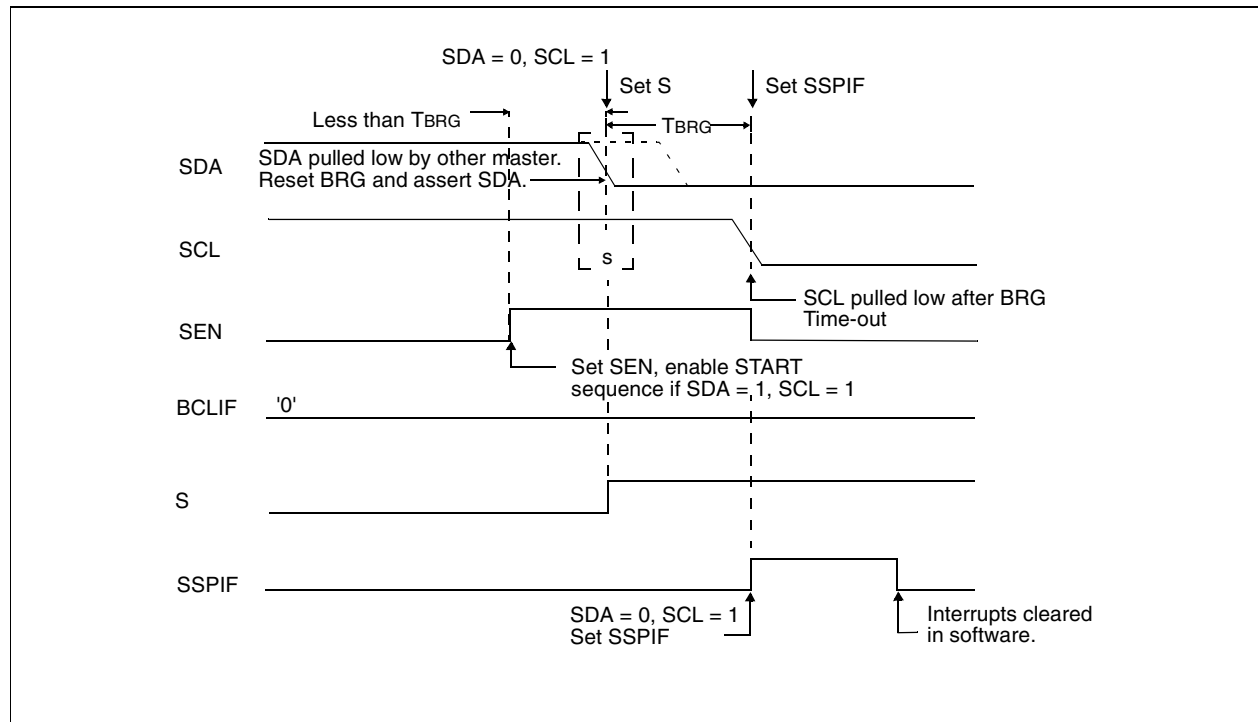 SDA = 0, SCL = 1
Set S
Set SSPIF
Less than TBRG
TBRG
SDA
SDA pulled low by other master.
Reset BRG and assert SDA.
SCL
s
SCL pulled low after BRG
Time-out
SEN
Set SEN, enable START
sequence if SDA = 1, SCL = 1
BCLIF
'0'
S
SSPIF
SDA = 0, SCL = 1
Set SSPIF
Interrupts cleared
in software.